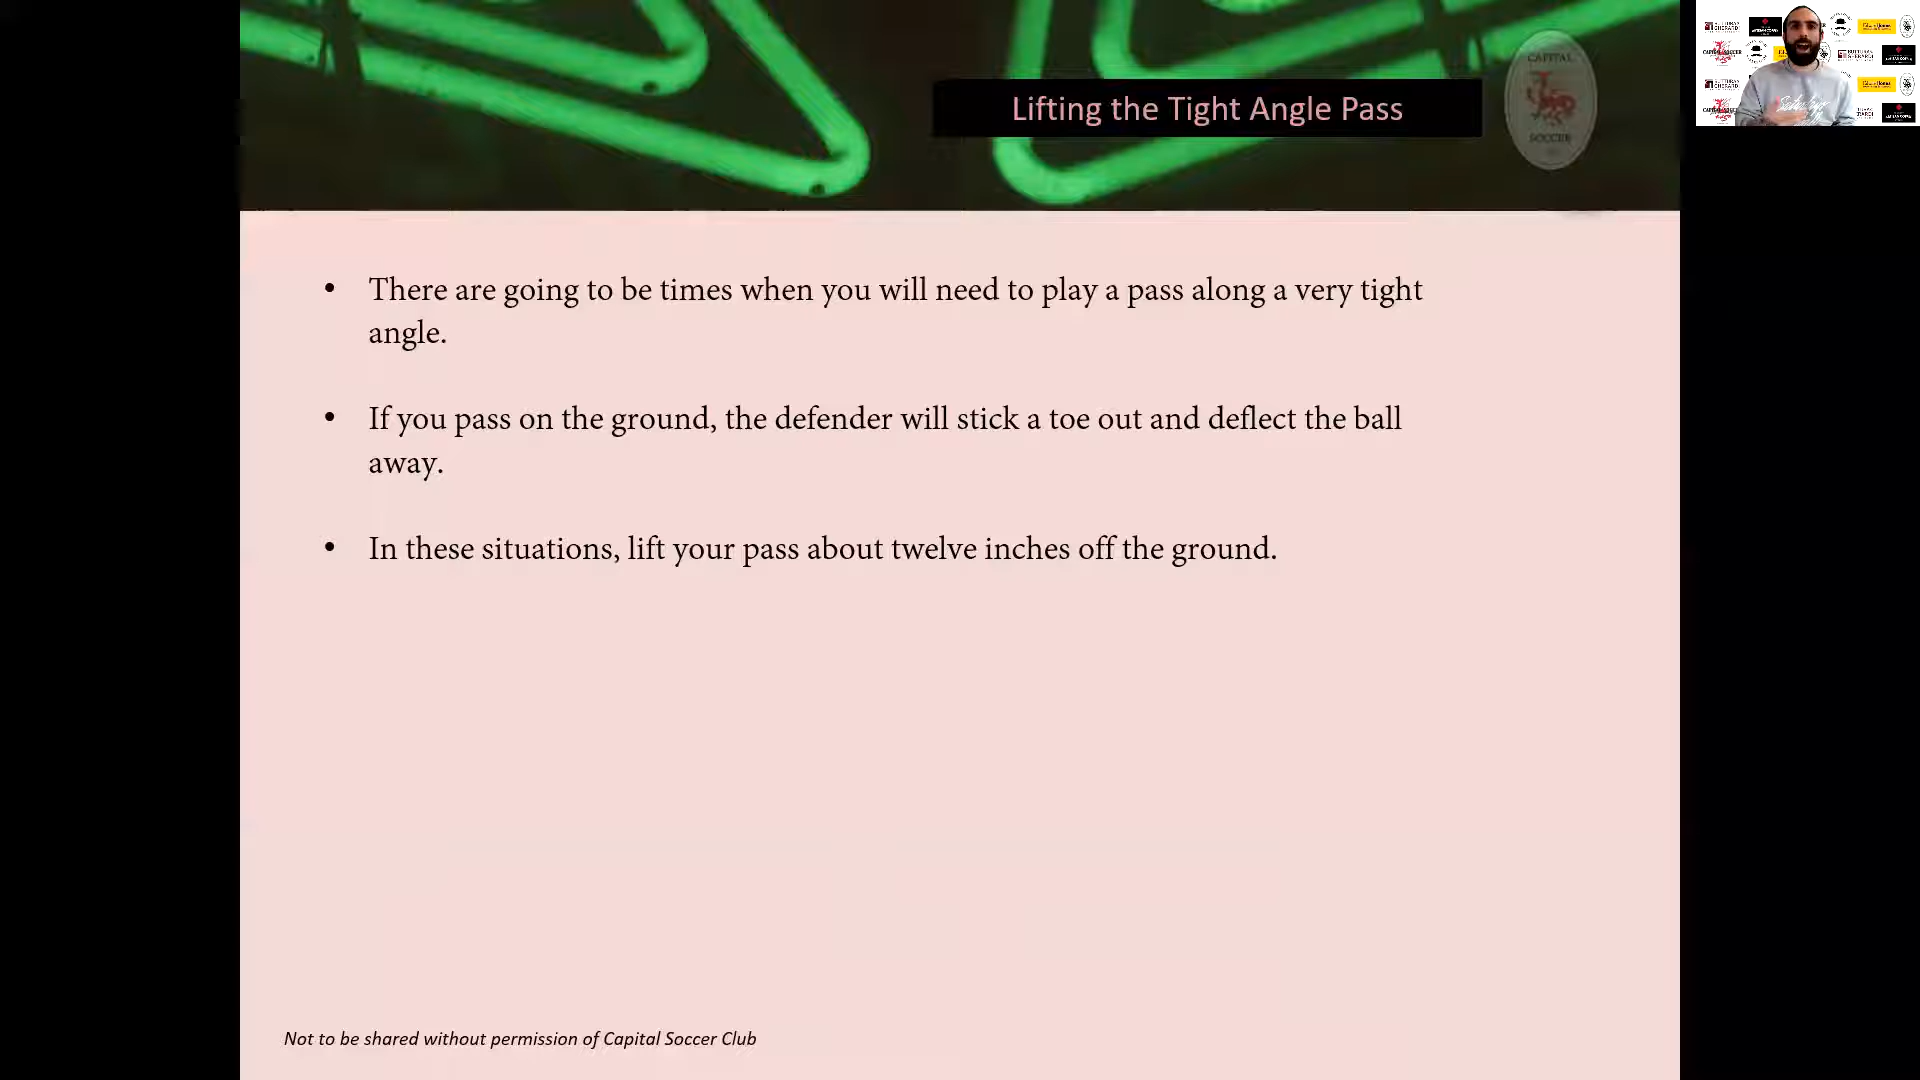 Lifting the Tight Angle Pass
CAPITAL
SOCCER
• There are going to be times when you will need to play a pass along a very tight
angle.
• If you pass on the ground, the defender will stick a toe out and deflect the ball
away.
• In these situations, lift your pass about twelve inches off the ground.
Not to be shared without permission of Capital Soccer Club